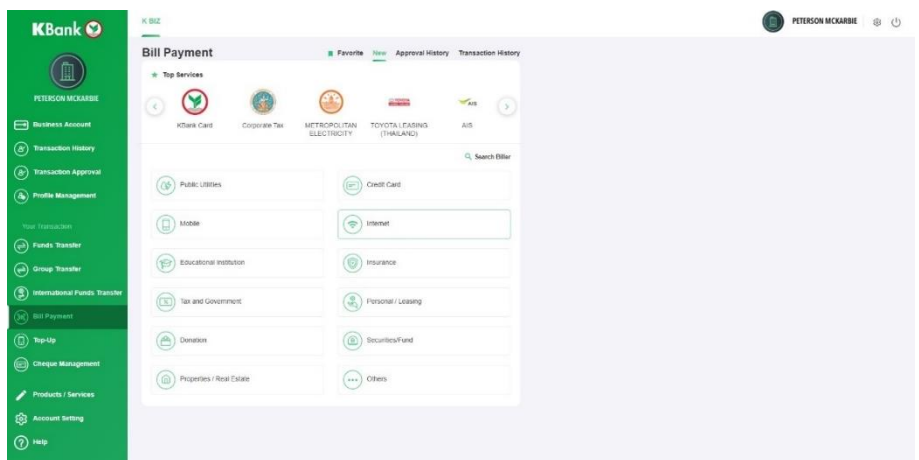 KBank
PETERSON MCKARBIE
Business Account
Transaction History
Transaction Approval
Profile Management
Your Transaction
Funds Transfer
Group Transfer
International Funds Transfer
Bill Payment
Top-Up
Cheque Management
Products / Services
Account Setting
Help
K BIZ
PETERSON MCKARBIE
Bill Payment
Favorite New Approval History Transaction History
Top Services
KBank Card
Corporate Tax
METROPOLITAN
ELECTRICITY
TOYOTA LEASING
(THAILAND)
AIS
AIS
Search Biller
Public Utilities
Credit Card
Mobile
Internet
Educational Institution
Insurance
Tax and Government
Personal / Leasing
Donation
Securities/Fund
Properties / Real Estate
Others